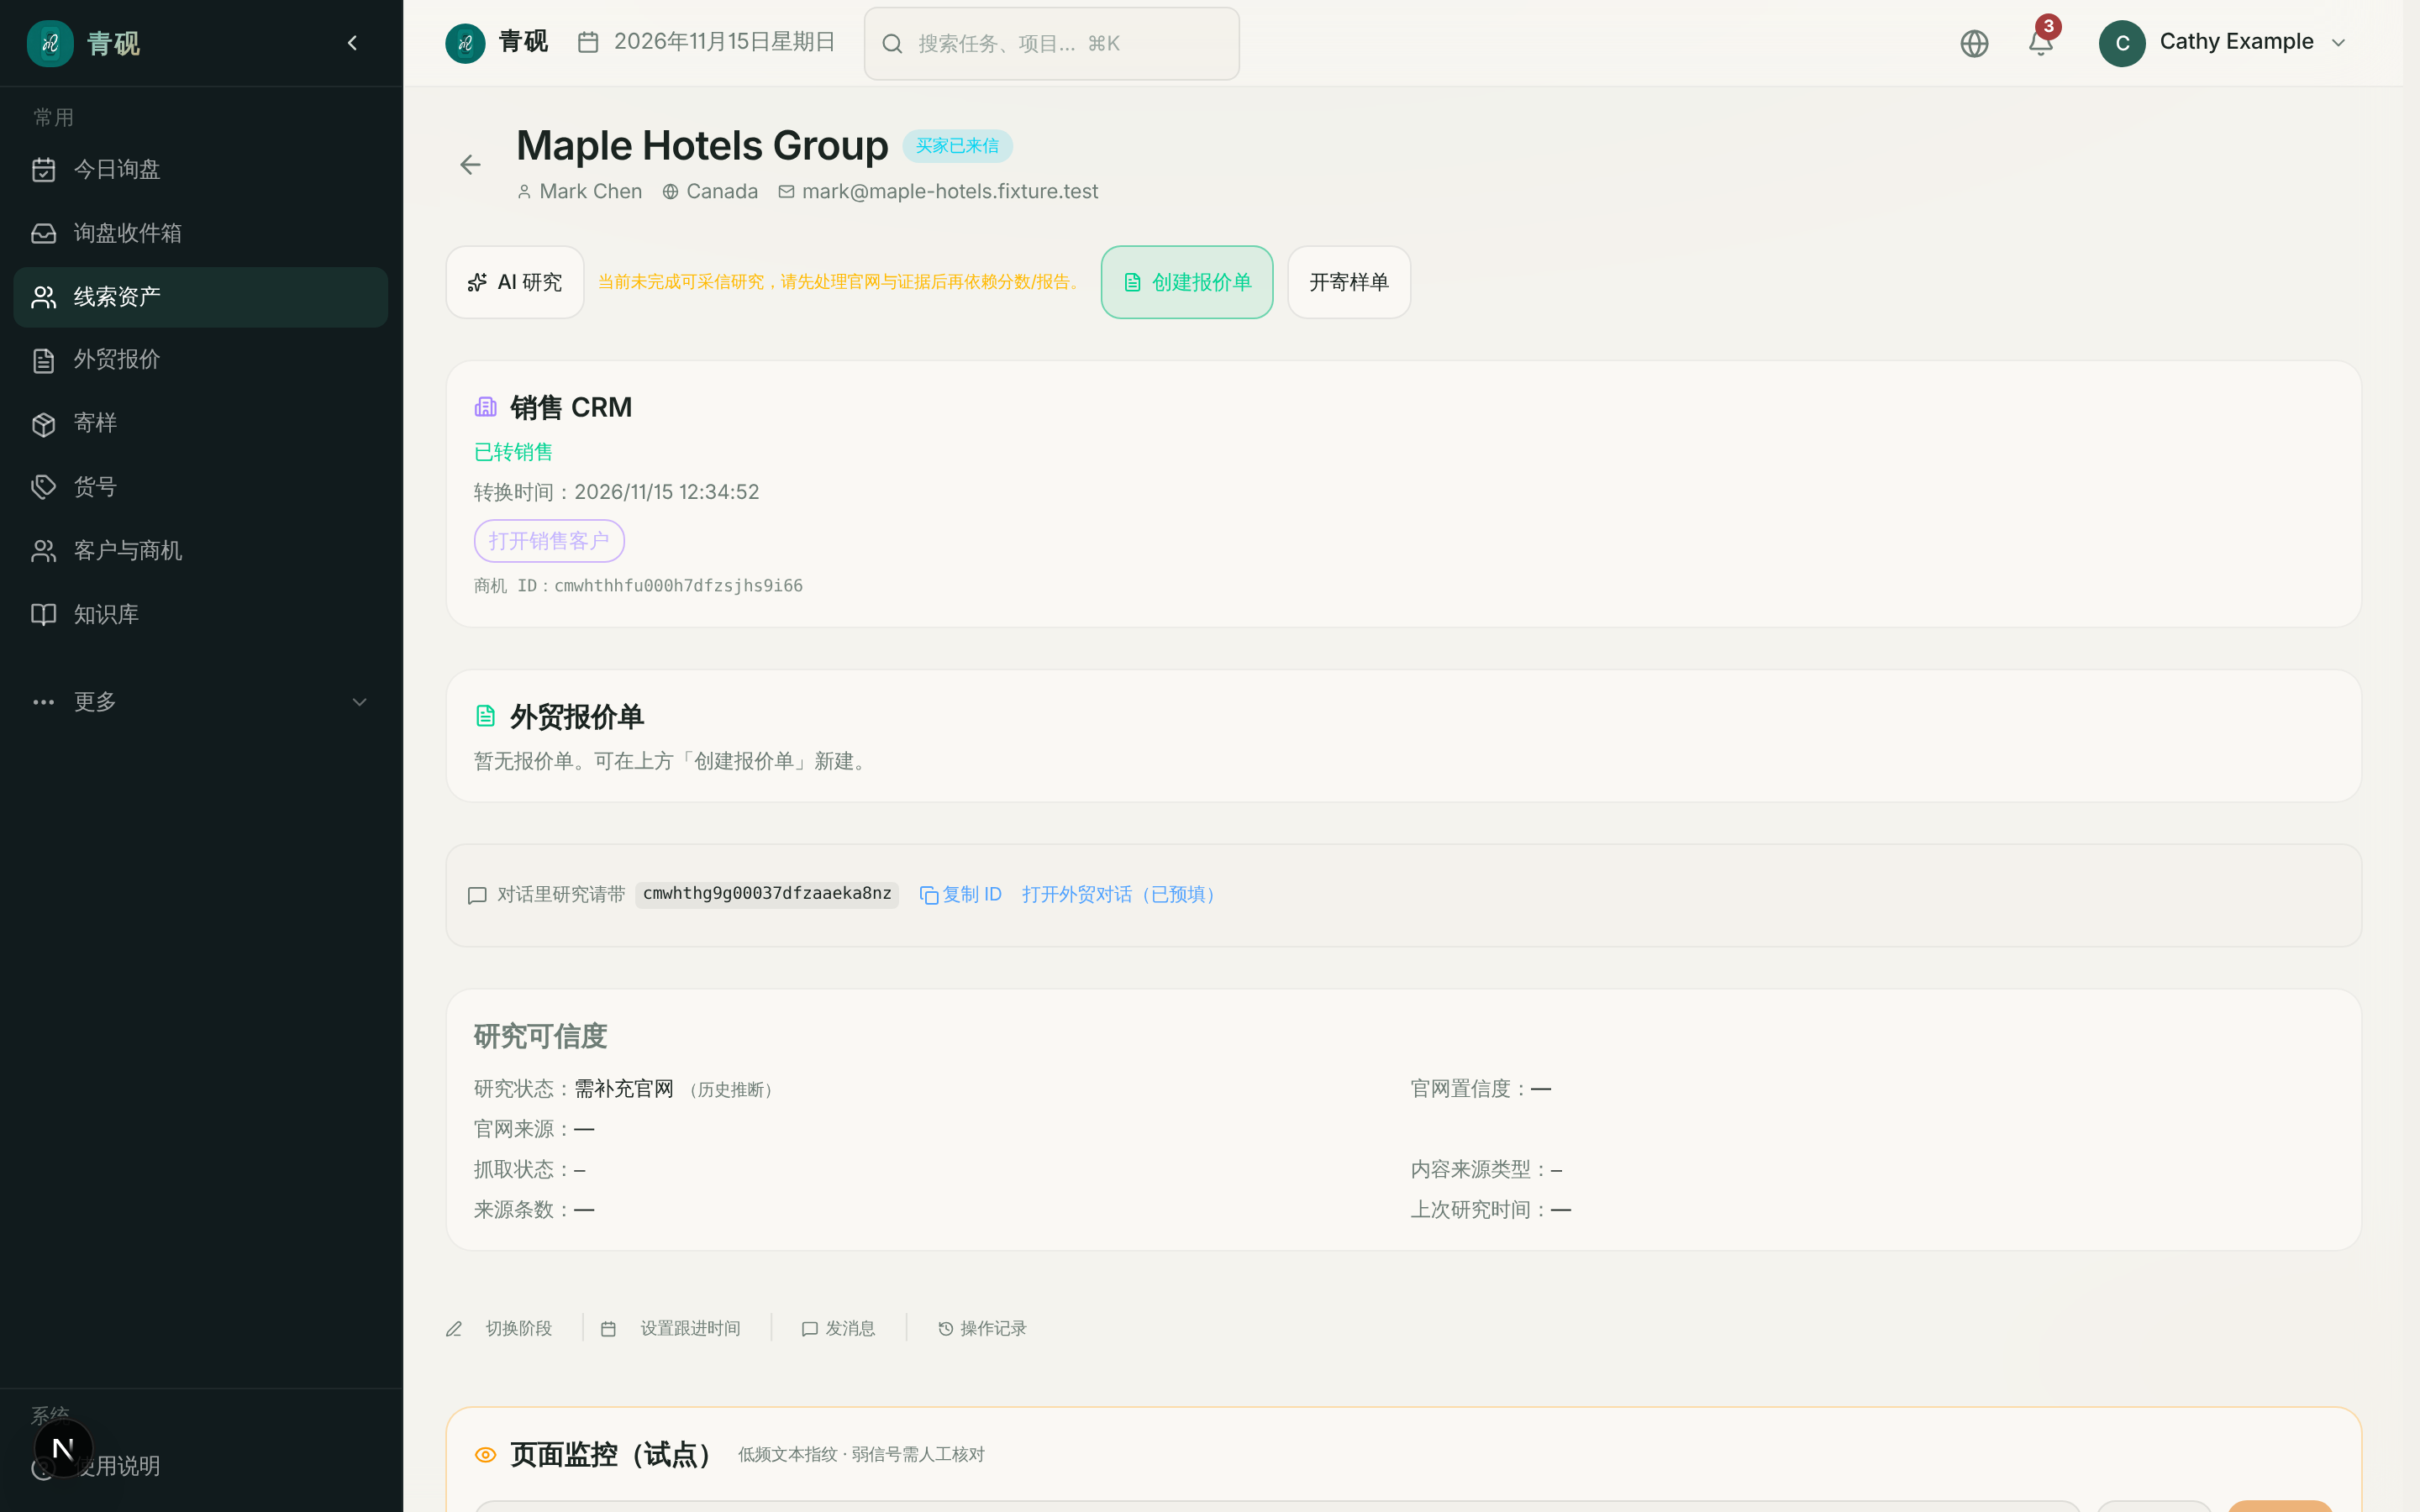 青砚
常用
今日询盘
询盘收件箱
线索资产
外贸报价
寄样
货号
客户与商机
知识库
更多
系统
N
使用说明
青砚 2026年11月15日星期日 搜索任务、项目... ⌘K 3 C Cathy Example
Maple Hotels Group 买家已来信
Mark Chen Canada mark@maple-hotels.fixture.test
AI 研究 当前未完成可采信研究，请先处理官网与证据后再依赖分数/报告。 创建报价单 开寄样单
销售 CRM
已转销售
转换时间：2026/11/15 12:34:52
打开销售客户
商机 ID：cmwhthhfu000h7dfzsjhs9i66
外贸报价单
暂无报价单。可在上方「创建报价单」新建。
对话里研究请带 cmwhthg9g00037dfzaaeka8nz 复制 ID 打开外贸对话（已预填）
研究可信度
研究状态：需补充官网 （历史推断） 官网置信度：—
官网来源：—
抓取状态：– 内容来源类型：–
来源条数：— 上次研究时间：—
切换阶段 设置跟进时间 发消息 操作记录
页面监控（试点） 低频文本指纹 · 弱信号需人工核对